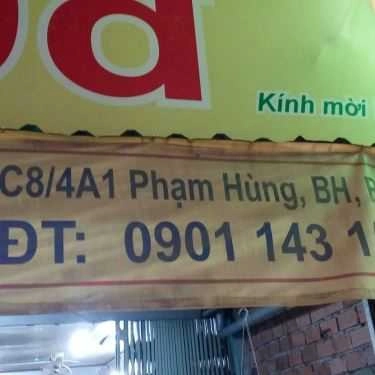 Kính mời
C8/4A1 Phạm Hùng, BH,
ĐT: 0901 143 1